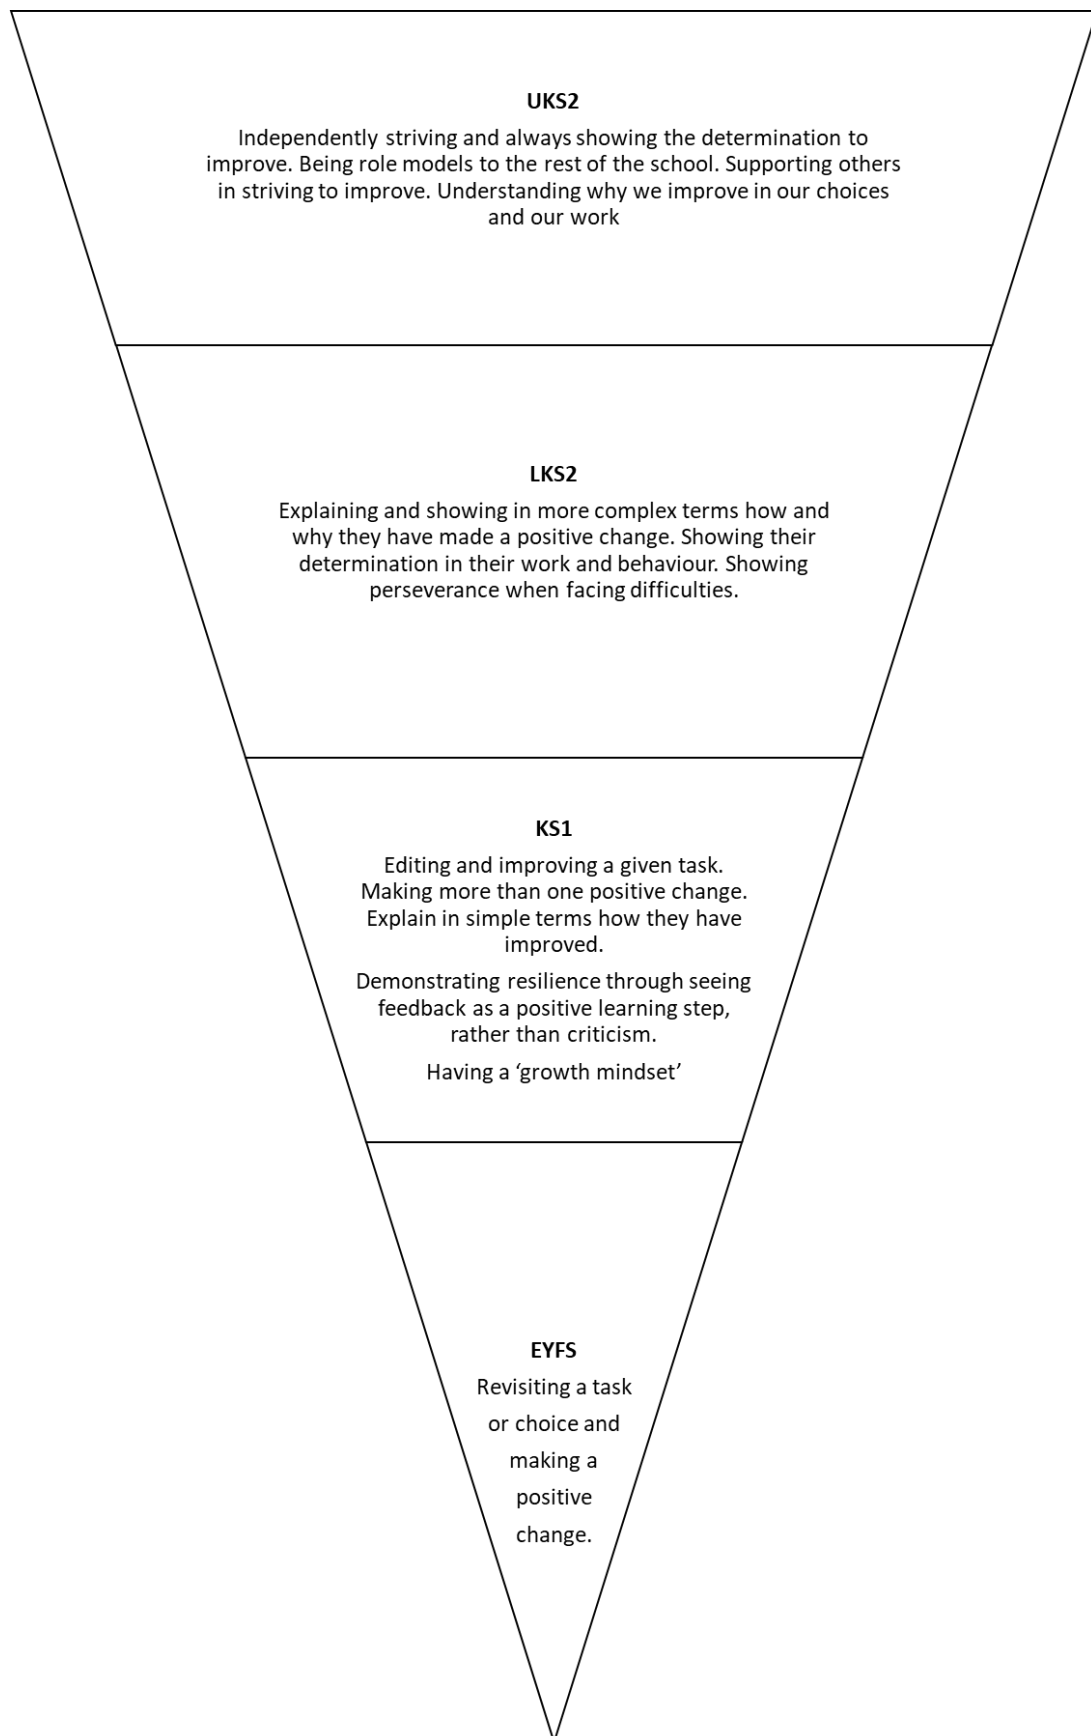 UKS2
Independently striving and always showing the determination to
improve. Being role models to the rest of the school. Supporting others
in striving to improve. Understanding why we improve in our choices
and our work
LKS2
Explaining and showing in more complex terms how and
why they have made a positive change. Showing their
determination in their work and behaviour. Showing
perseverance when facing difficulties.
KS1
Editing and improving a given task.
Making more than one positive change.
Explain in simple terms how they have
improved.
Demonstrating resilience through seeing
feedback as a positive learning step,
rather than criticism.
Having a ‘growth mindset’
EYFS
Revisiting a task
or choice and
making a
positive
change.